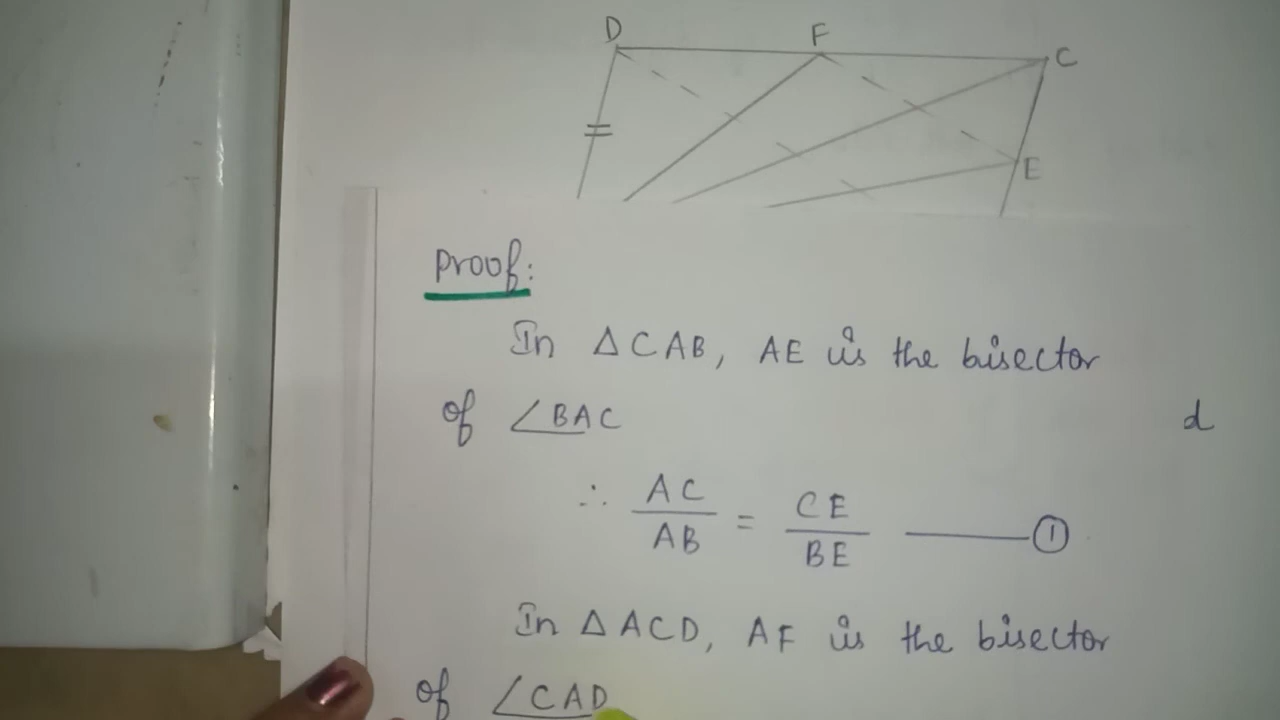 D F C
E
Proof:
In △CAB, AE is the bisector
of ∠BAC
d
∴ AC/AB = CE/BE ——— ①
In △ACD, AF is the bisector
of ∠CAD